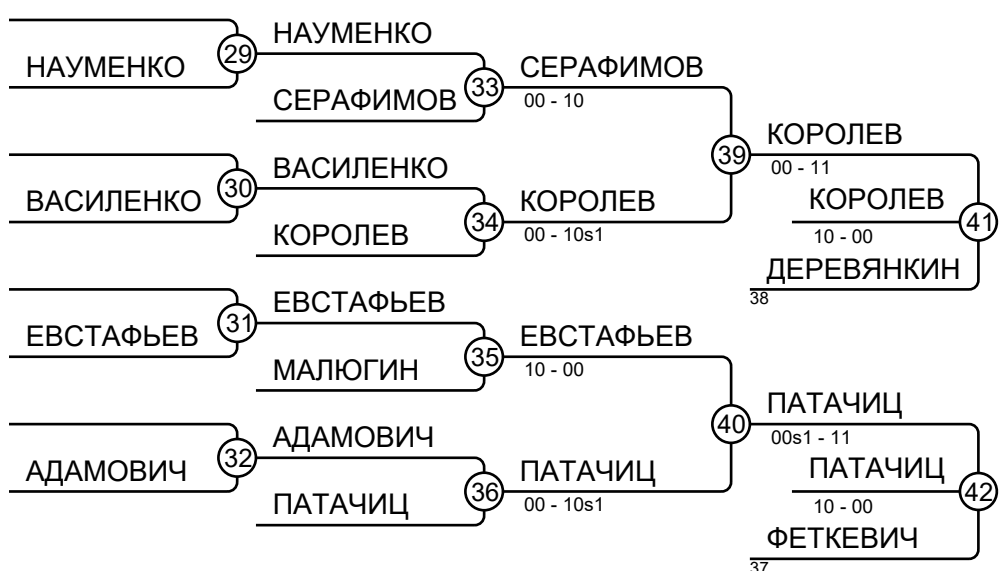 НАУМЕНКО
29
НАУМЕНКО
СЕРАФИМОВ
33
СЕРАФИМОВ
00 - 10
ВАСИЛЕНКО
30
ВАСИЛЕНКО
КОРОЛЕВ
34
КОРОЛЕВ
00 - 10s1
39
КОРОЛЕВ
00 - 11
КОРОЛЕВ
10 - 00
41
ДЕРЕВЯНКИН
38
ЕВСТАФЬЕВ
31
ЕВСТАФЬЕВ
МАЛЮГИН
35
ЕВСТАФЬЕВ
10 - 00
АДАМОВИЧ
32
АДАМОВИЧ
ПАТАЧИЦ
36
ПАТАЧИЦ
00 - 10s1
40
ПАТАЧИЦ
00s1 - 11
ПАТАЧИЦ
10 - 00
42
ФЕТКЕВИЧ
37